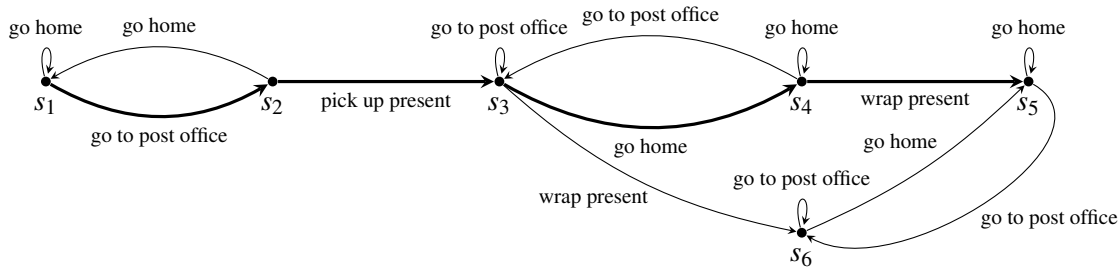 go home
go home
go to post office
go to post office
go home
go home
s1
s2
pick up present
s3
s4
wrap present
s5
go to post office
go home
go home
wrap present
go to post office
go to post office
s6